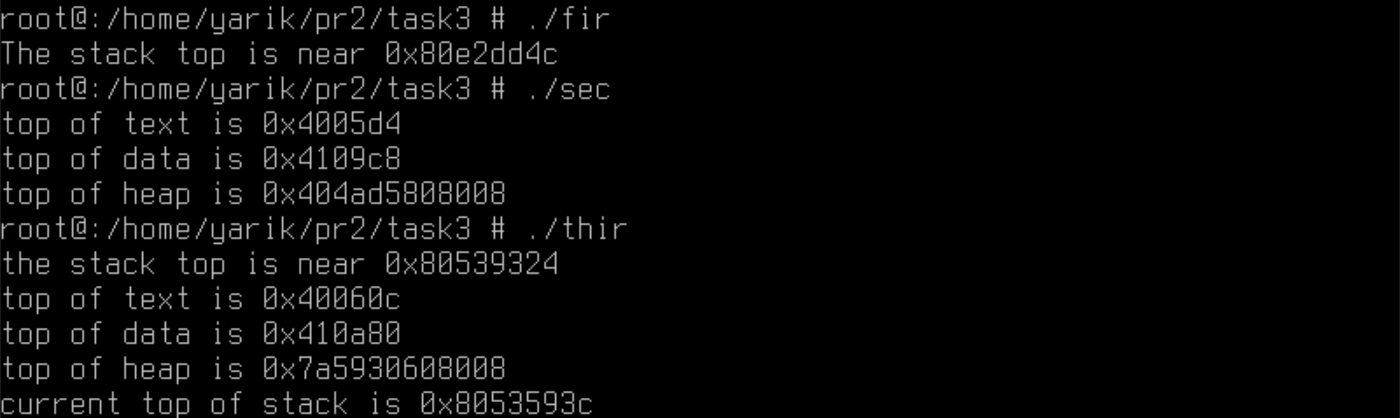 root@:/home/yarik/pr2/task3 # ./fir
The stack top is near 0x80e2dd4c
root@:/home/yarik/pr2/task3 # ./sec
top of text is 0x4005d4
top of data is 0x4109c8
top of heap is 0x404ad5808008
root@:/home/yarik/pr2/task3 # ./thir
the stack top is near 0x80539324
top of text is 0x40060c
top of data is 0x410a80
top of heap is 0x7a5930608008
current top of stack is 0x8053593c